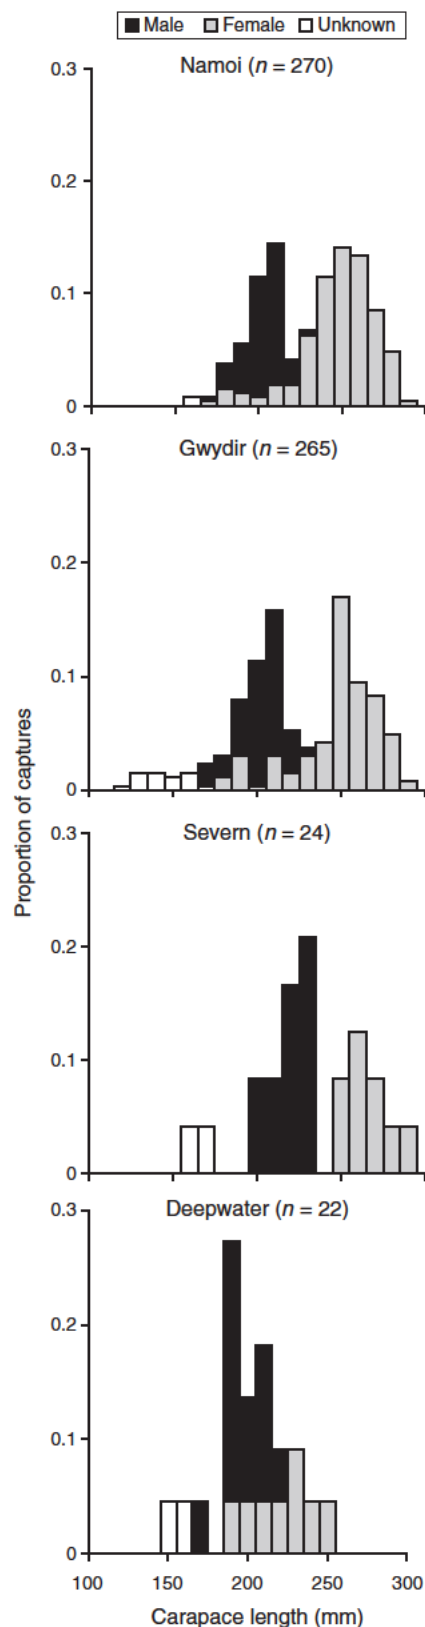 Male Female Unknown
Namoi (n = 270)
0.3
0.2
0.1
0
Gwydir (n = 265)
0.3
0.2
0.1
0
Severn (n = 24)
0.3
0.2
0.1
0
Deepwater (n = 22)
0.3
0.2
0.1
0
100 150 200 250 300
Proportion of captures
Carapace length (mm)